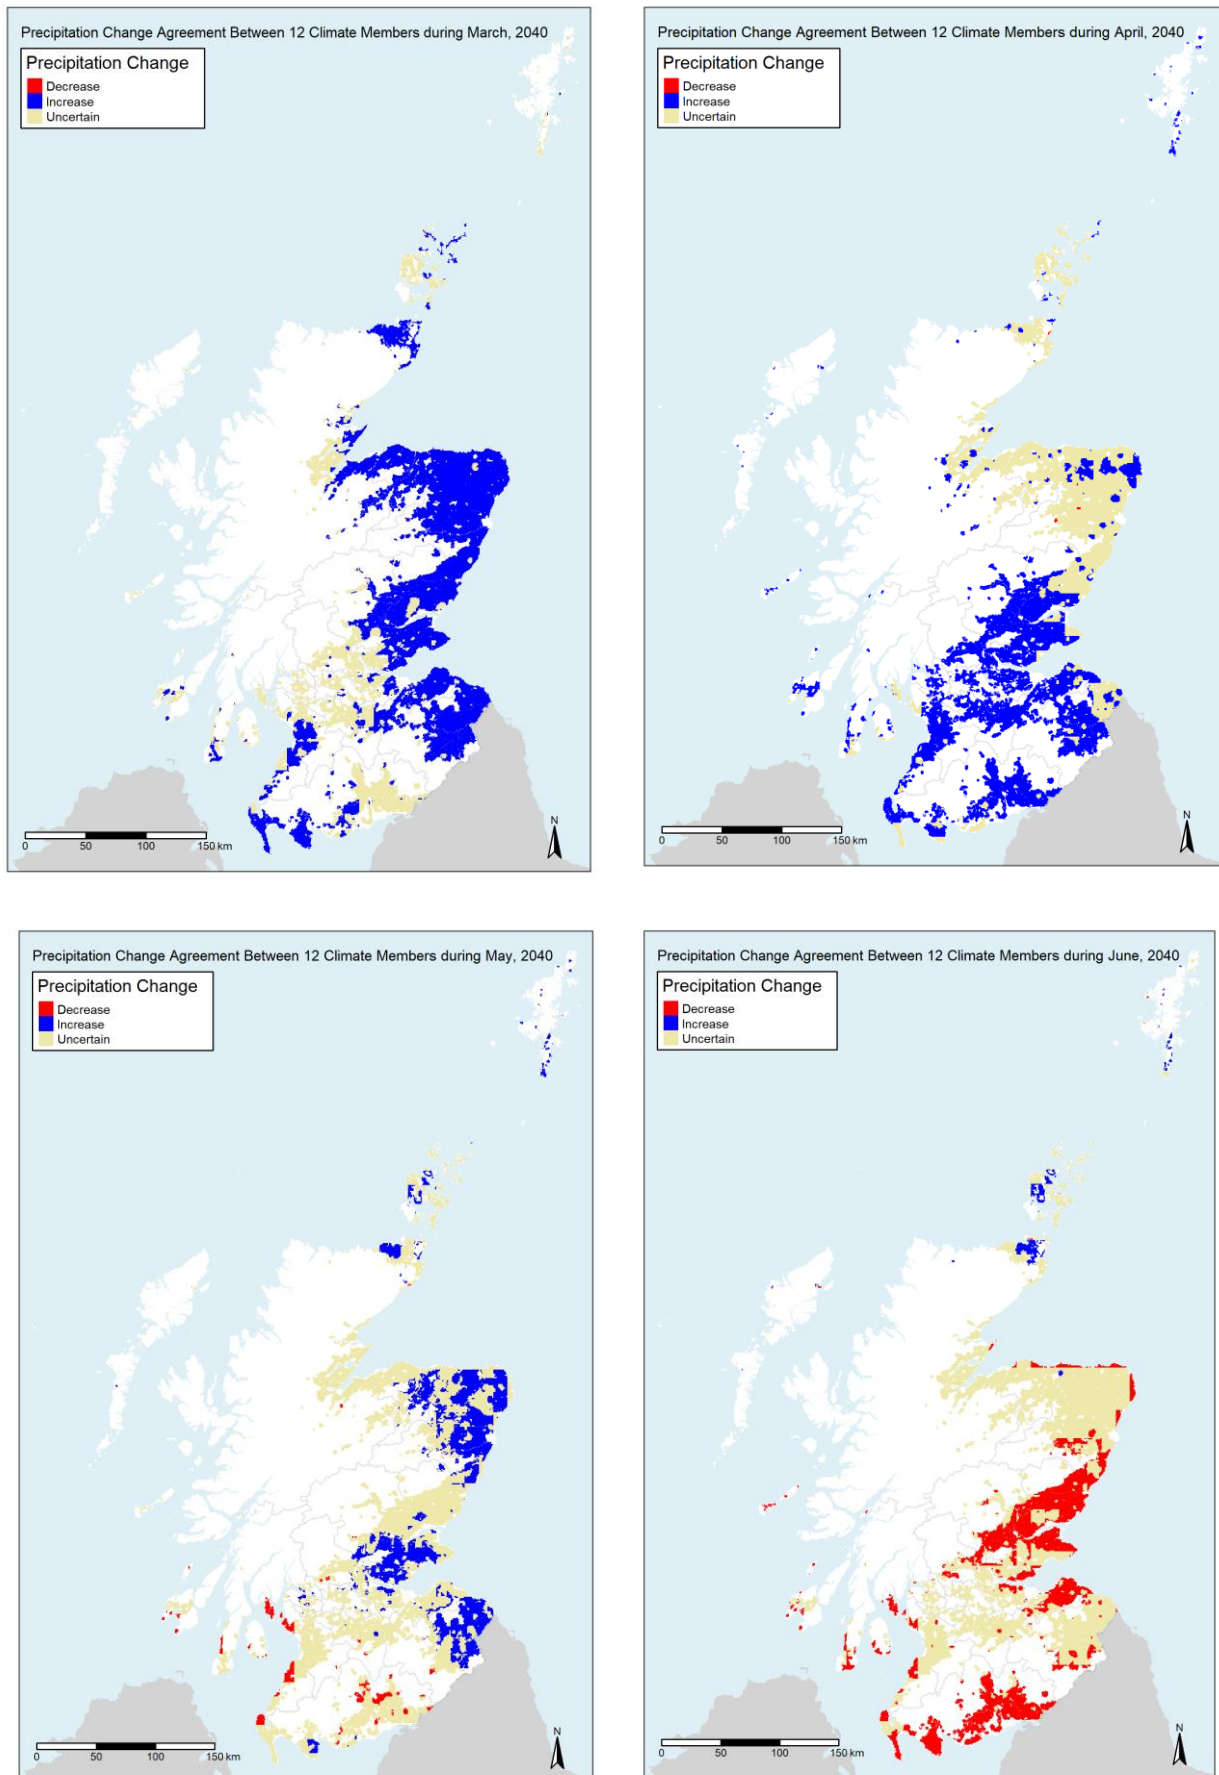 Precipitation Change Agreement Between 12 Climate Members during March, 2040
Precipitation Change
Decrease
Increase
Uncertain
N
0 50 100 150 km
Precipitation Change Agreement Between 12 Climate Members during April, 2040
Precipitation Change
Decrease
Increase
Uncertain
N
0 50 100 150 km
Precipitation Change Agreement Between 12 Climate Members during May, 2040
Precipitation Change
Decrease
Increase
Uncertain
N
0 50 100 150 km
Precipitation Change Agreement Between 12 Climate Members during June, 2040
Precipitation Change
Decrease
Increase
Uncertain
N
0 50 100 150 km